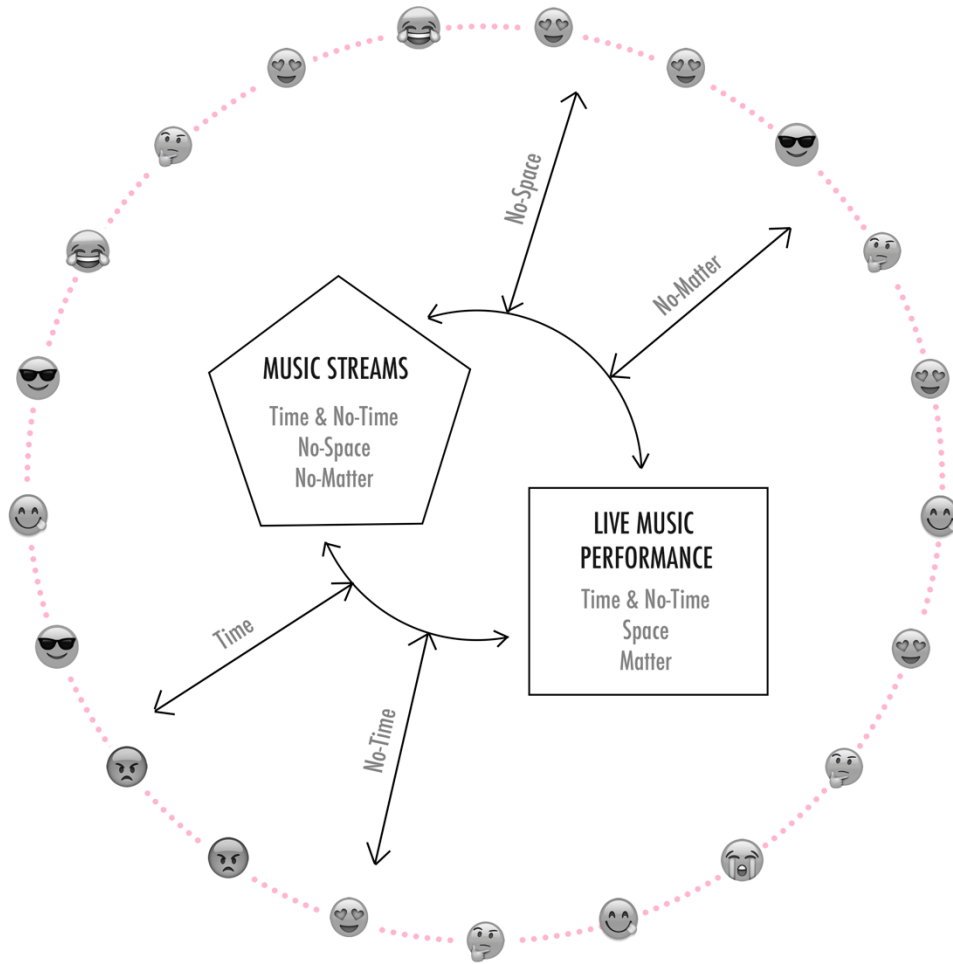 No-Space
No-Matter
MUSIC STREAMS
Time & No-Time
No-Space
No-Matter
LIVE MUSIC
PERFORMANCE
Time & No-Time
Space
Matter
Time
No-Time